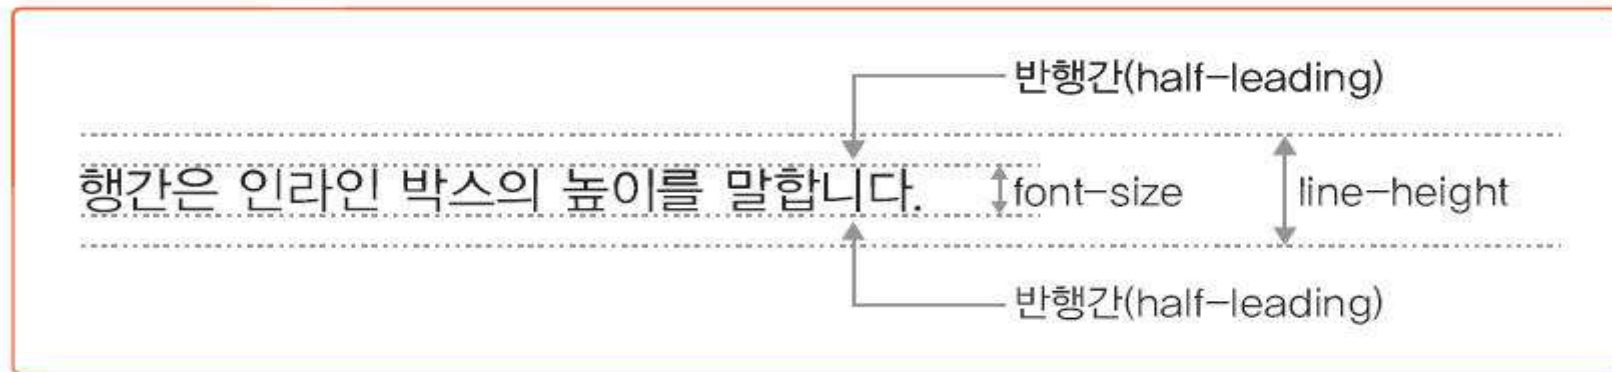 반행간(half-leading)
행간은 인라인 박스의 높이를 말합니다.
font-size
line-height
반행간(half-leading)